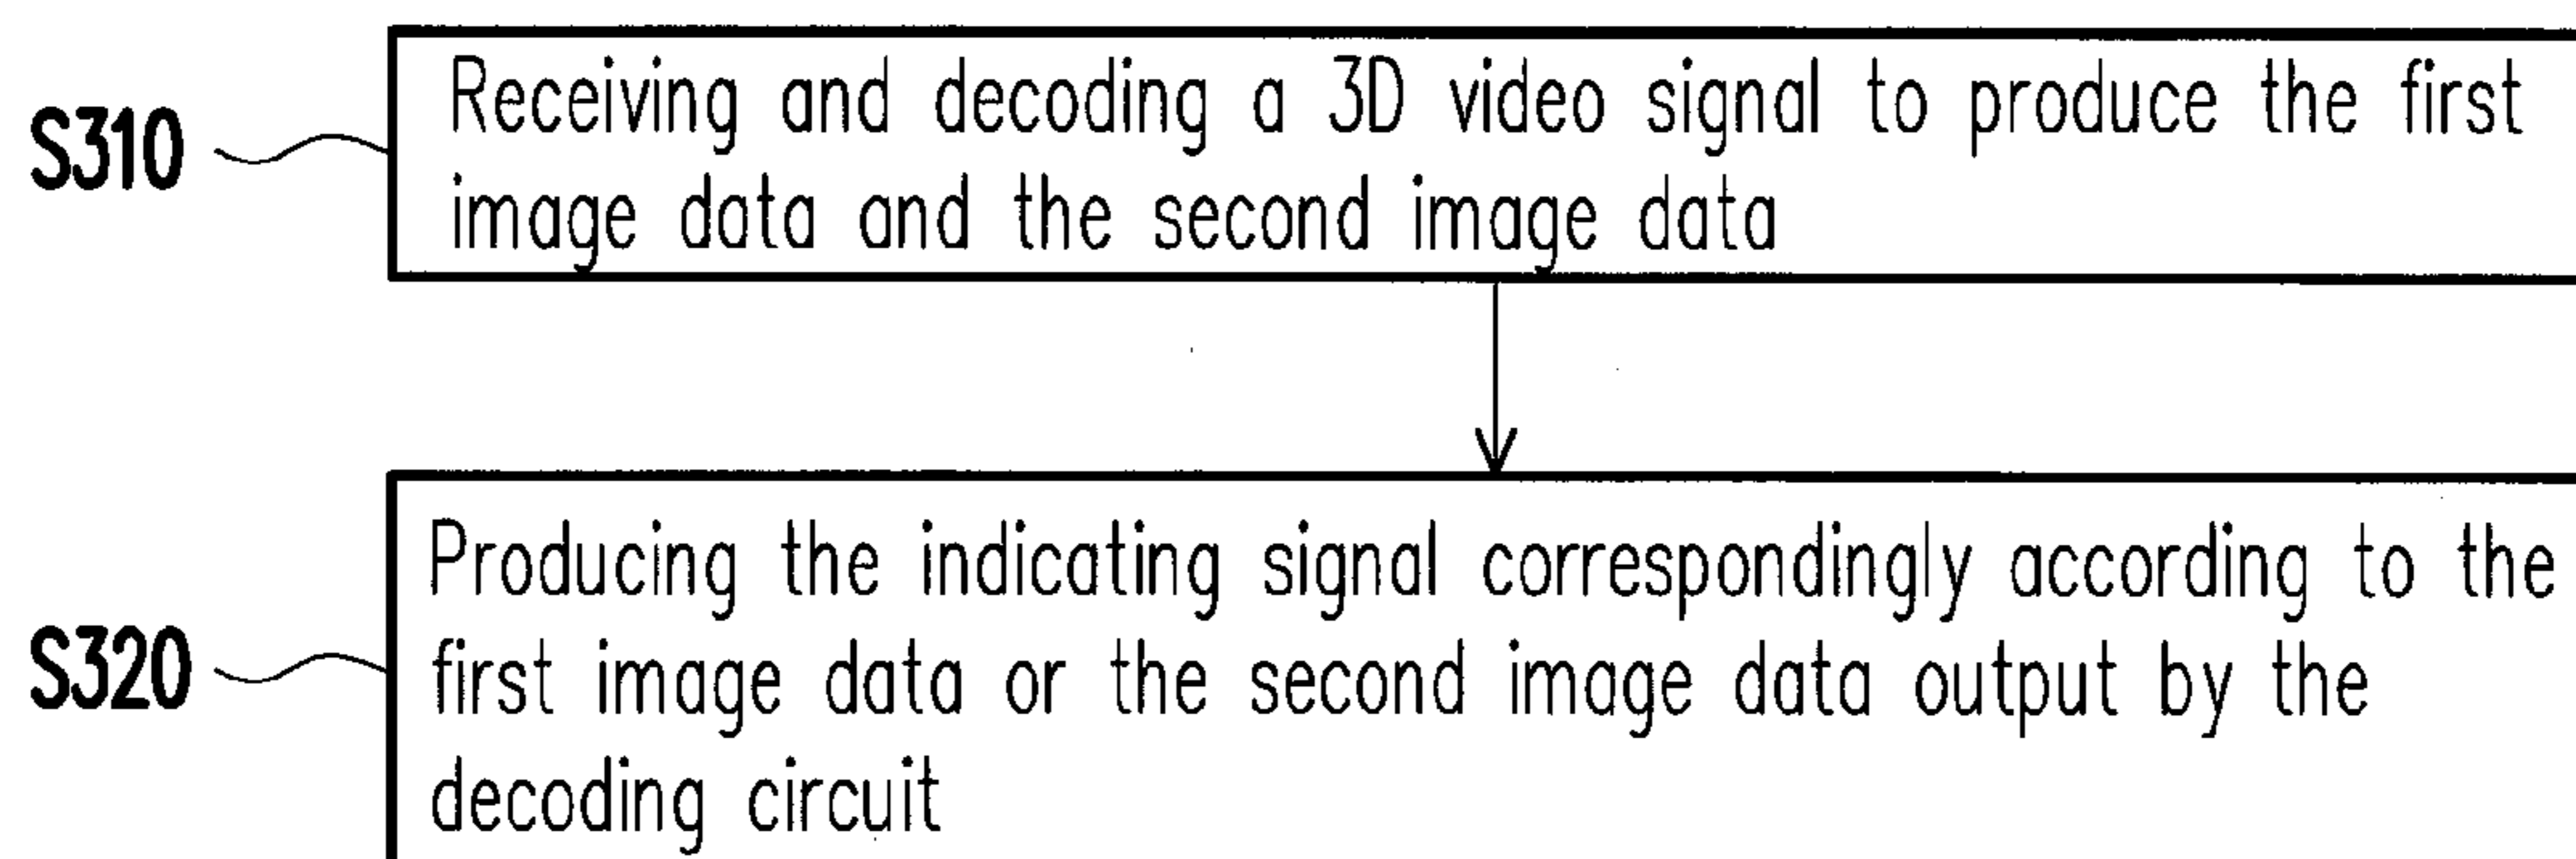 S310
Receiving and decoding a 3D video signal to produce the first
image data and the second image data
S320
Producing the indicating signal correspondingly according to the
first image data or the second image data output by the
decoding circuit